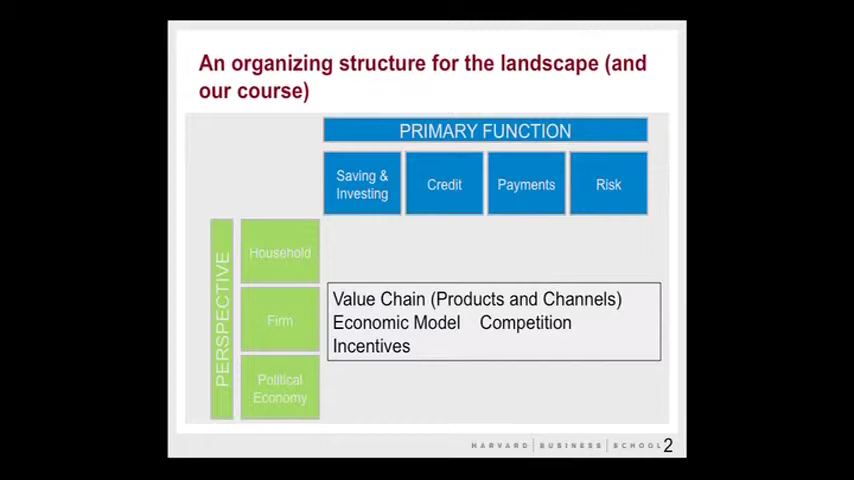 An organizing structure for the landscape (and
our course)
PRIMARY FUNCTION
Saving &
Investing
Credit
Payments
Risk
PERSPECTIVE
Household
Firm
Political
Economy
Value Chain (Products and Channels)
Economic Model    Competition
Incentives
HARVARD | BUSINESS | SCHOOL 2